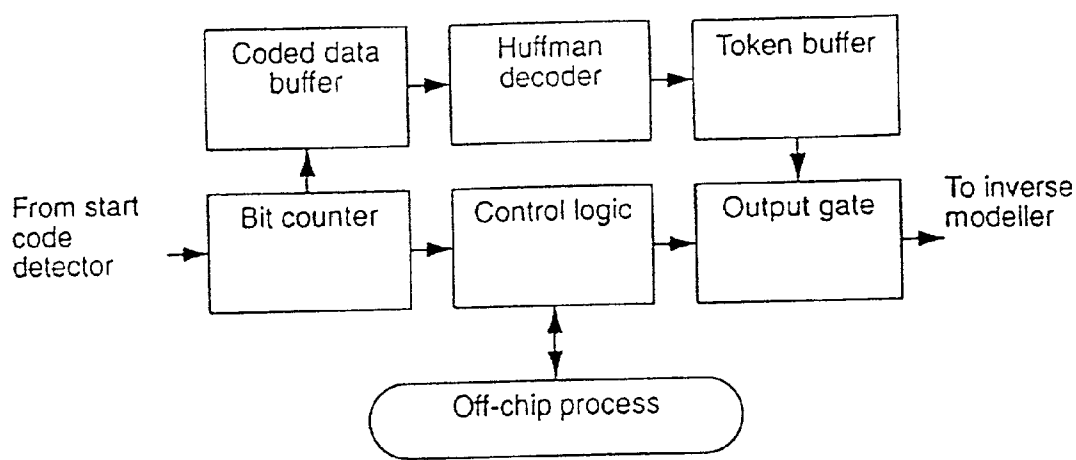 Coded data
buffer
Huffman
decoder
Token buffer
From start
code
detector
Bit counter
Control logic
Output gate
To inverse
modeller
Off-chip process